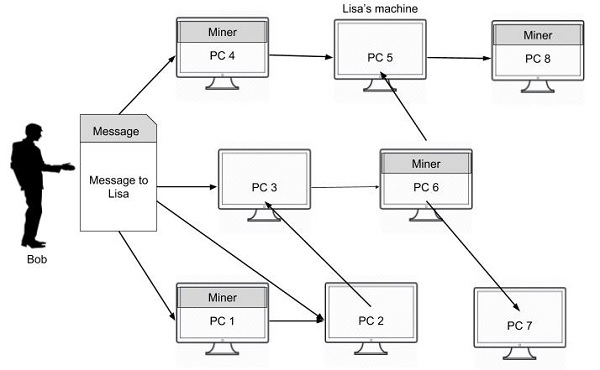 Lisa's machine
Miner
PC 4
PC 5
Miner
PC 8
Message
Message to
Lisa
PC 3
Miner
PC 6
Bob
Miner
PC 1
PC 2
PC 7